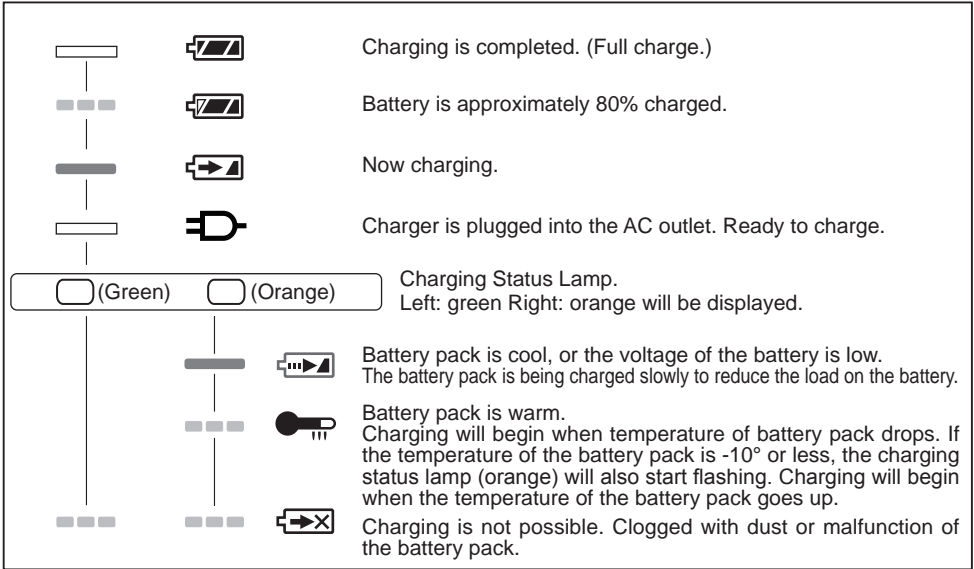 Charging is completed. (Full charge.)
Battery is approximately 80% charged.
Now charging.
Charger is plugged into the AC outlet. Ready to charge.
(Green) (Orange)
Charging Status Lamp.
Left: green Right: orange will be displayed.
Battery pack is cool, or the voltage of the battery is low.
The battery pack is being charged slowly to reduce the load on the battery.
Battery pack is warm.
Charging will begin when temperature of battery pack drops. If
the temperature of the battery pack is -10° or less, the charging
status lamp (orange) will also start flashing. Charging will begin
when the temperature of the battery pack goes up.
Charging is not possible. Clogged with dust or malfunction of
the battery pack.